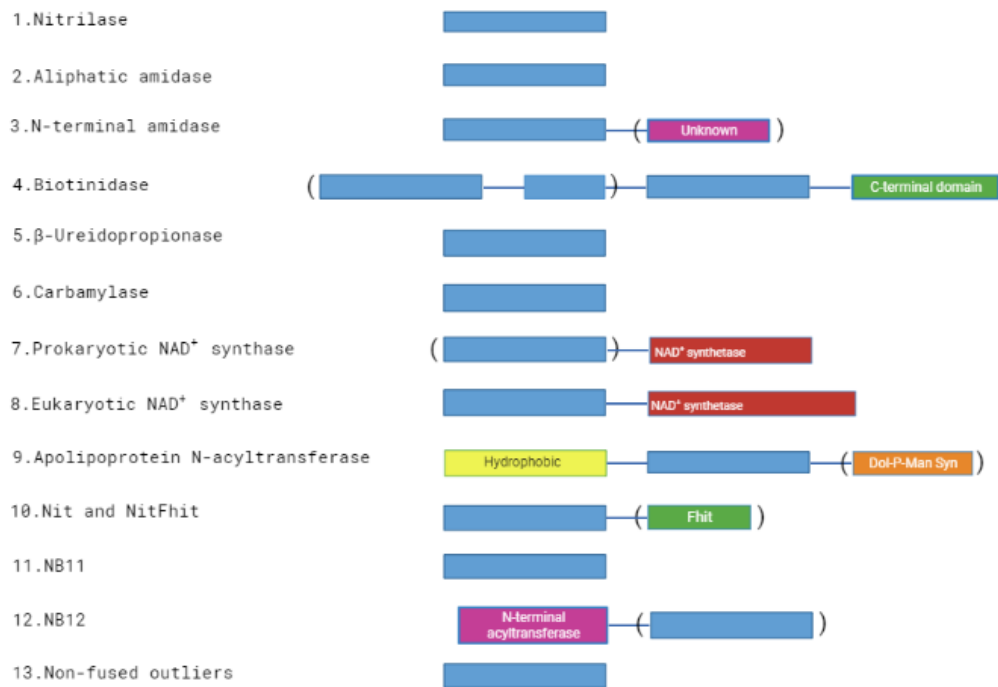 1.Nitrilase
2.Aliphatic amidase
3.N-terminal amidase
( Unknown )
4.Biotinidase
( ) C-terminal domain
5.β-Ureidopropionase
6.Carbamylase
7.Prokaryotic NAD⁺ synthase
( ) NAD⁺ synthetase
8.Eukaryotic NAD⁺ synthase
NAD⁺ synthetase
9.Apolipoprotein N-acyltransferase
Hydrophobic
( Dol-P-Man Syn )
10.Nit and NitFhit
( Fhit )
11.NB11
12.NB12
N-terminal
acyltransferase
( )
13.Non-fused outliers